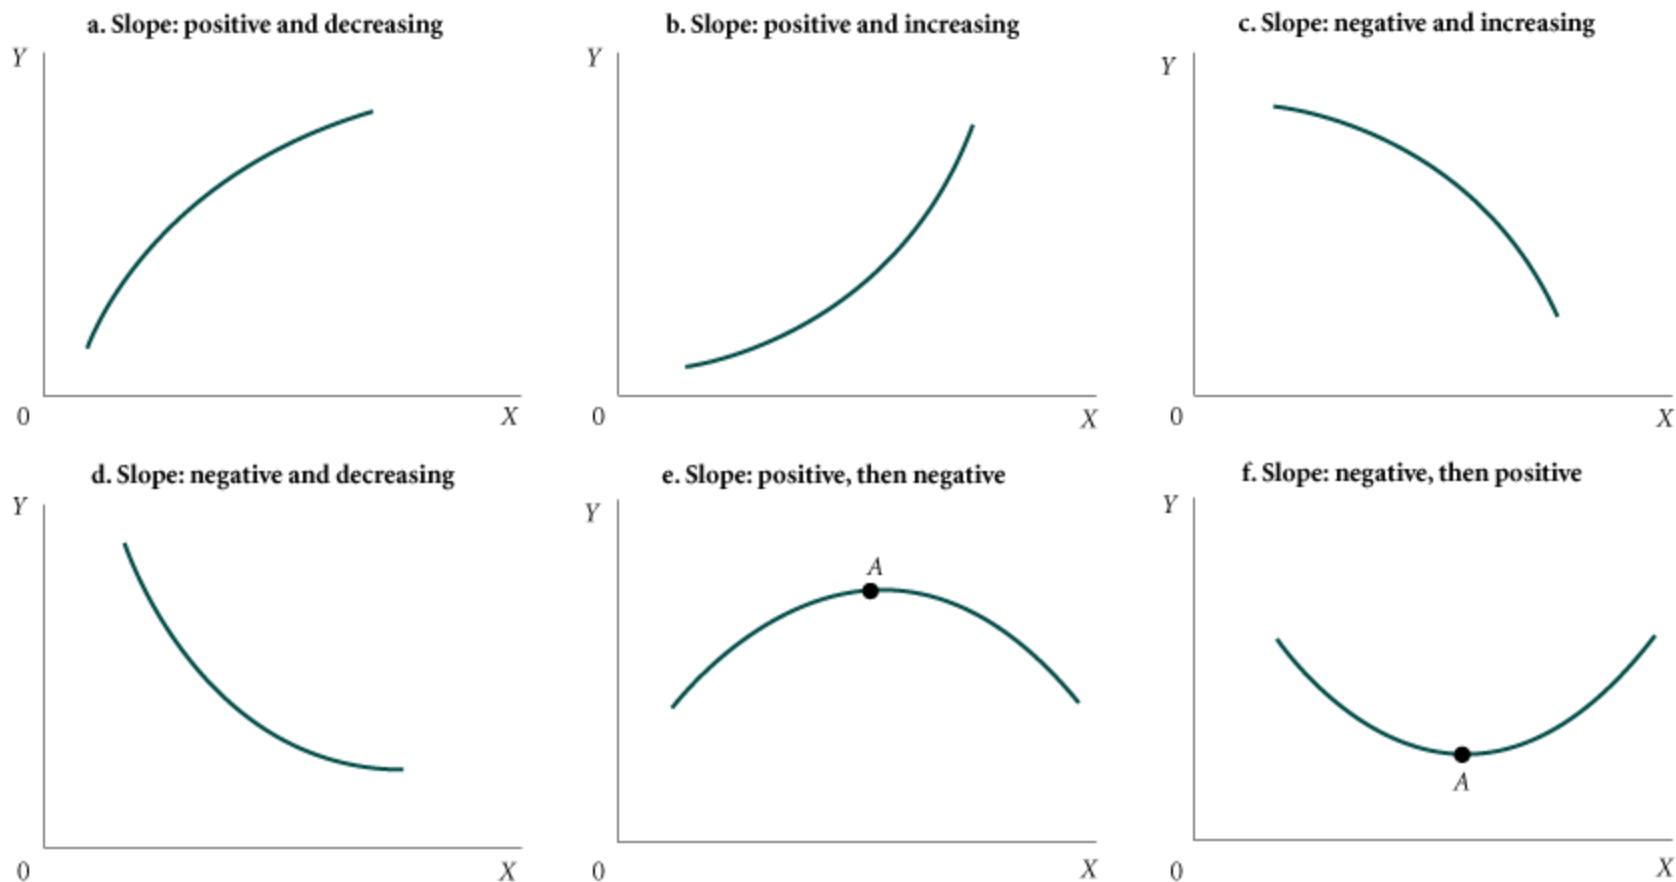 a. Slope: positive and decreasing
Y
0
X
b. Slope: positive and increasing
Y
0
X
c. Slope: negative and increasing
Y
0
X
d. Slope: negative and decreasing
Y
0
X
e. Slope: positive, then negative
Y
A
0
X
f. Slope: negative, then positive
Y
A
0
X